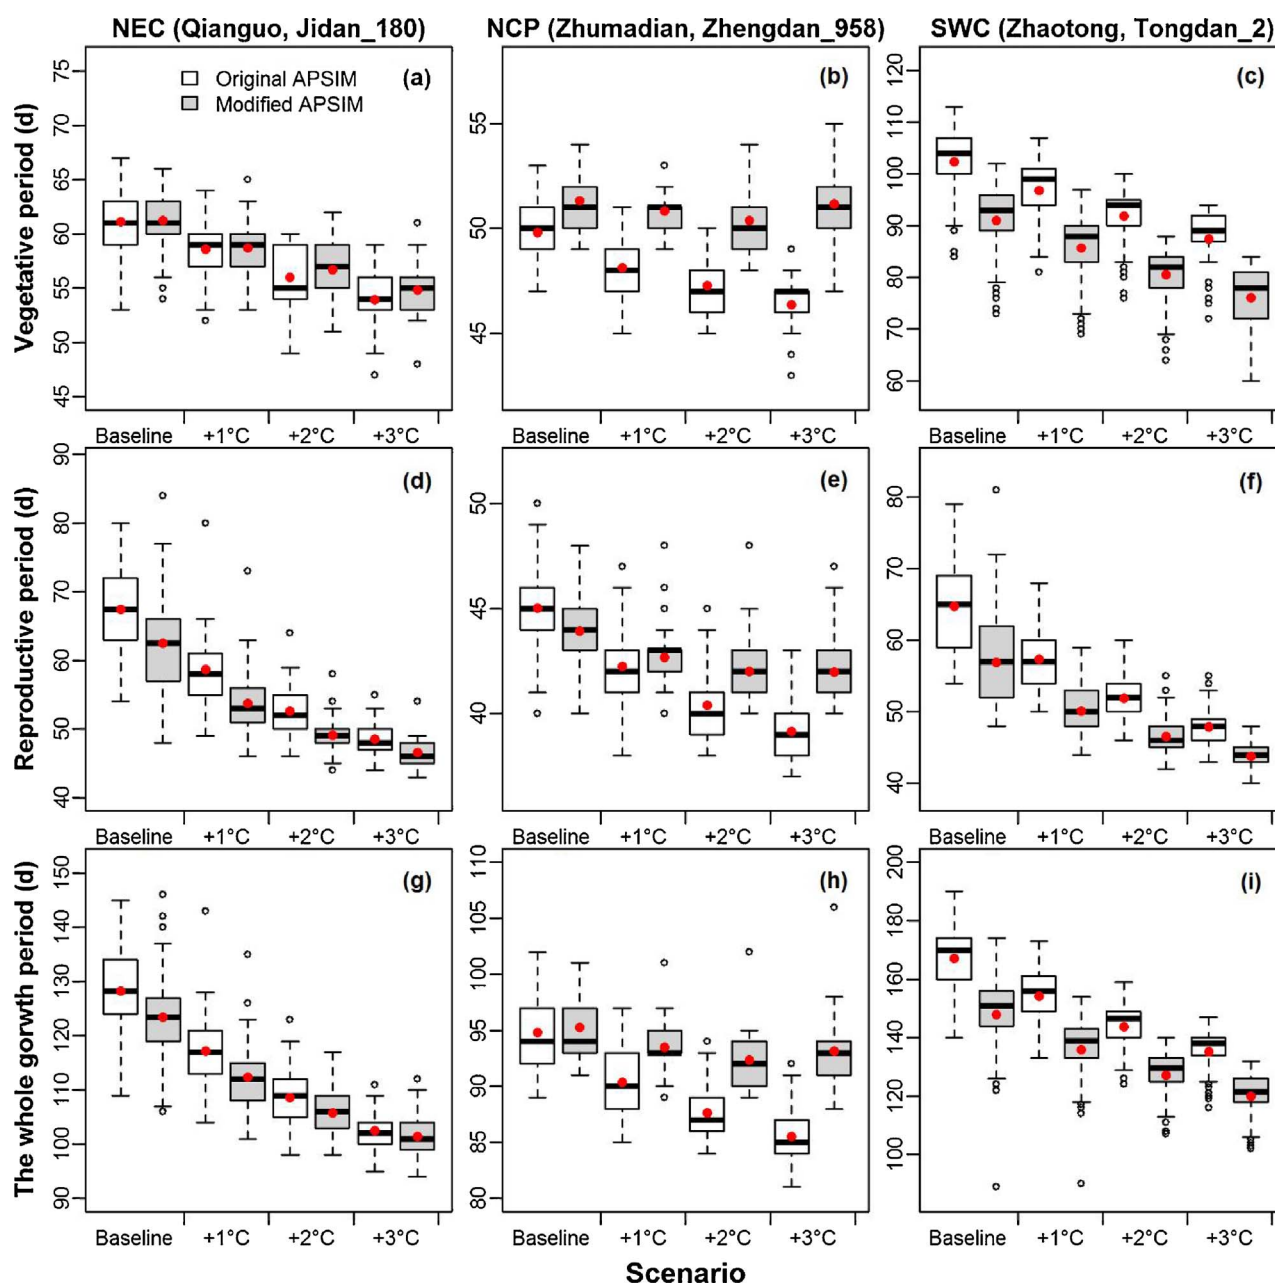 NEC (Qianguo, Jidan_180)
NCP (Zhumadian, Zhengdan_958)
SWC (Zhaotong, Tongdan_2)
Vegetative period (d)
75
70
65
60
55
50
45
Original APSIM
Modified APSIM
(a)
Baseline +1°C +2°C +3°C
55
50
45
(b)
Baseline +1°C +2°C +3°C
120
110
100
90
80
70
60
(c)
Baseline +1°C +2°C +3°C
Reproductive period (d)
90
80
70
60
50
40
(d)
Baseline +1°C +2°C +3°C
50
45
40
(e)
Baseline +1°C +2°C +3°C
80
70
60
50
40
(f)
Baseline +1°C +2°C +3°C
The whole gorwth period (d)
150
140
130
120
110
100
90
(g)
Baseline +1°C +2°C +3°C
110
105
100
95
90
85
80
(h)
Baseline +1°C +2°C +3°C
200
180
160
140
120
100
(i)
Baseline +1°C +2°C +3°C
Scenario